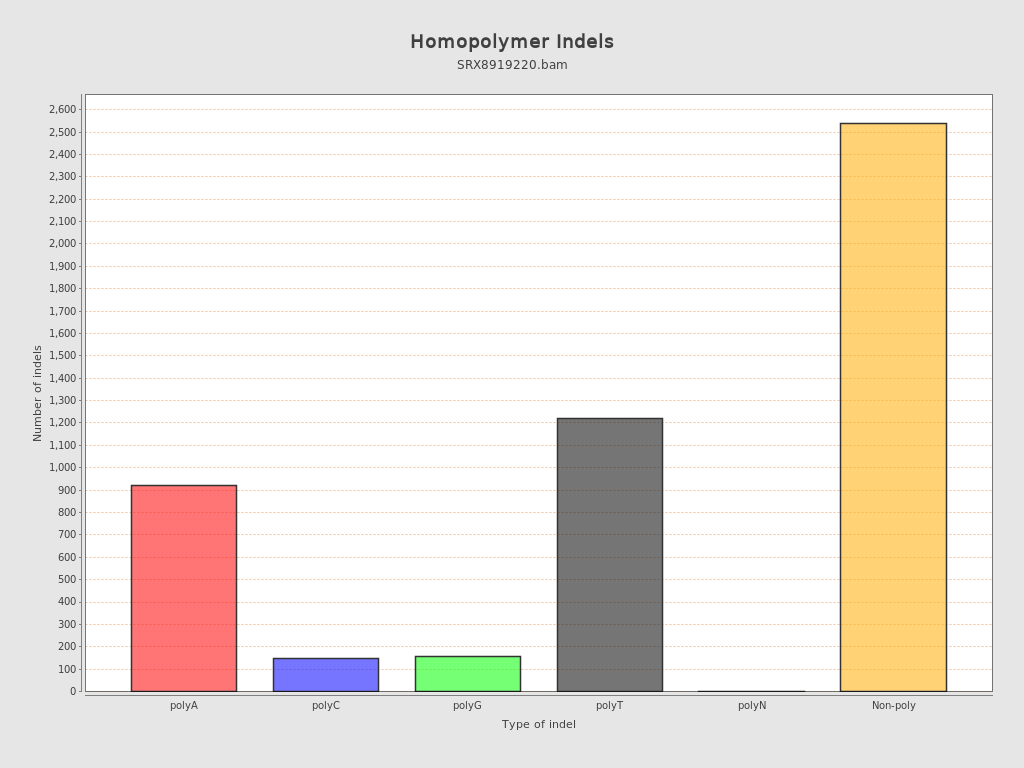 Homopolymer Indels
SRX8919220.bam
2,600
2,500
2,400
2,300
2,200
2,100
2,000
1,900
1,800
1,700
1,600
1,500
1,400
1,300
1,200
1,100
1,000
900
800
700
600
500
400
300
200
100
0
Number of indels
polyA
polyC
polyG
polyT
polyN
Non-poly
Type of indel